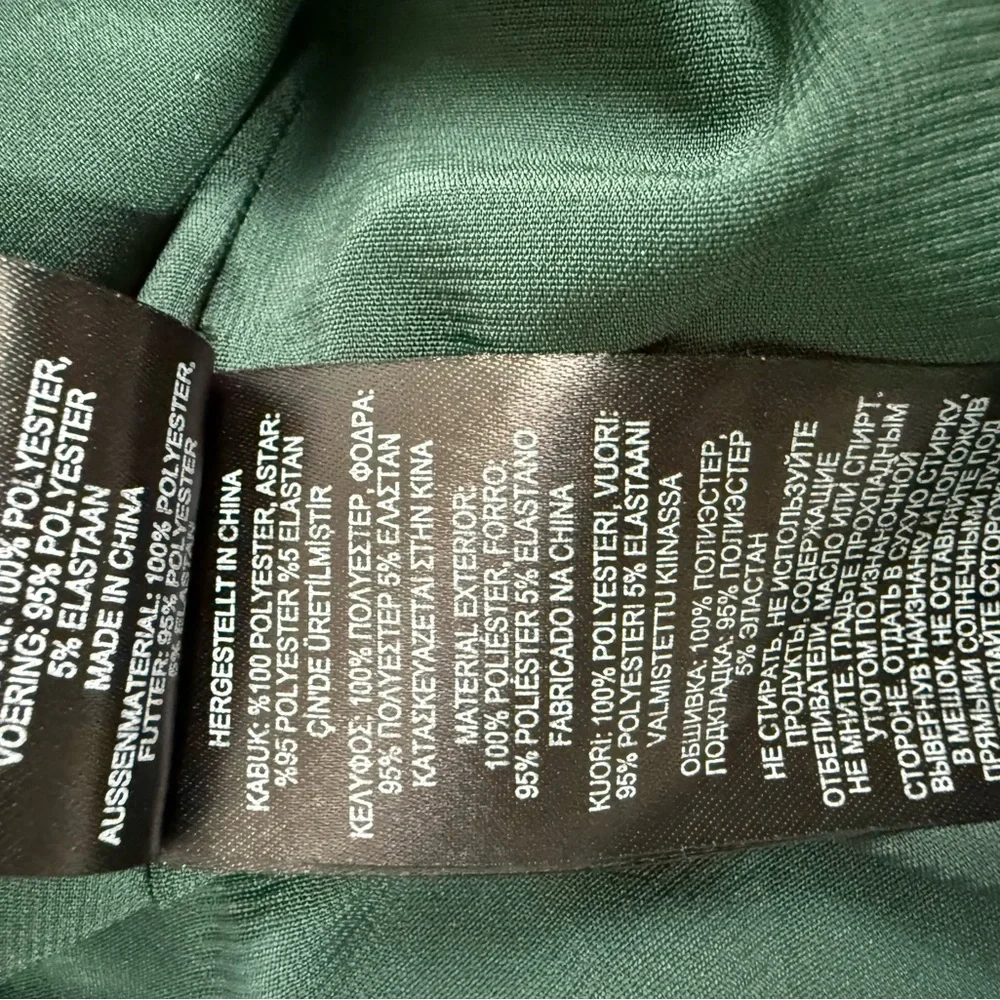 100% POLYESTER,
VOERING: 95% POLYESTER
5% ELASTAAN
MADE IN CHINA
AUSSENMATERIAL: 100% POLYESTER,
FUTTER: 95% POLYESTER
5% ELASTAN
HERGESTELLT IN CHINA
KABUK: %100 POLYESTER, ASTAR:
%95 POLYESTER %5 ELASTAN
ÇİN'DE ÜRETİLMİŞTİR
ΚΕΛΥΦΟΣ: 100% ΠΟΛΥΕΣΤΕΡ, ΦΟΔΡΑ:
95% ΠΟΛΥΕΣΤΕΡ 5% ΕΛΑΣΤΑΝ
ΚΑΤΑΣΚΕΥΑΖΕΤΑΙ ΣΤΗΝ ΚΙΝΑ
MATERIAL EXTERIOR:
100% POLIÉSTER, FORRO:
95% POLIÉSTER 5% ELASTANO
FABRICADO NA CHINA
KUORI: 100% POLYESTERI, VUORI:
95% POLYESTERI 5% ELASTAANI
VALMISTETTU KIINASSA
ОБШИВКА: 100% ПОЛИЭСТЕР,
ПОДКЛАДКА: 95% ПОЛИЭСТЕР
5% ЭЛАСТАН
НЕ СТИРАТЬ. НЕ ИСПОЛЬЗУЙТЕ
ПРОДУКТЫ, СОДЕРЖАЩИЕ
ОТБЕЛИВАТЕЛИ, МАСЛО ИЛИ СПИРТ.
НЕ МНИТЕ. ГЛАДЬТЕ ПРОХЛАДНЫМ
УТЮГОМ ПО ИЗНАНОЧНОЙ
СТОРОНЕ. ОТДАТЬ В СУХУЮ СТИРКУ,
ВЫВЕРНУВ НАИЗНАНКУ И ПОЛОЖИВ
В МЕШОК. НЕ ОСТАВЛЯЙТЕ ПОД
ПРЯМЫМИ СОЛНЕЧНЫМИ